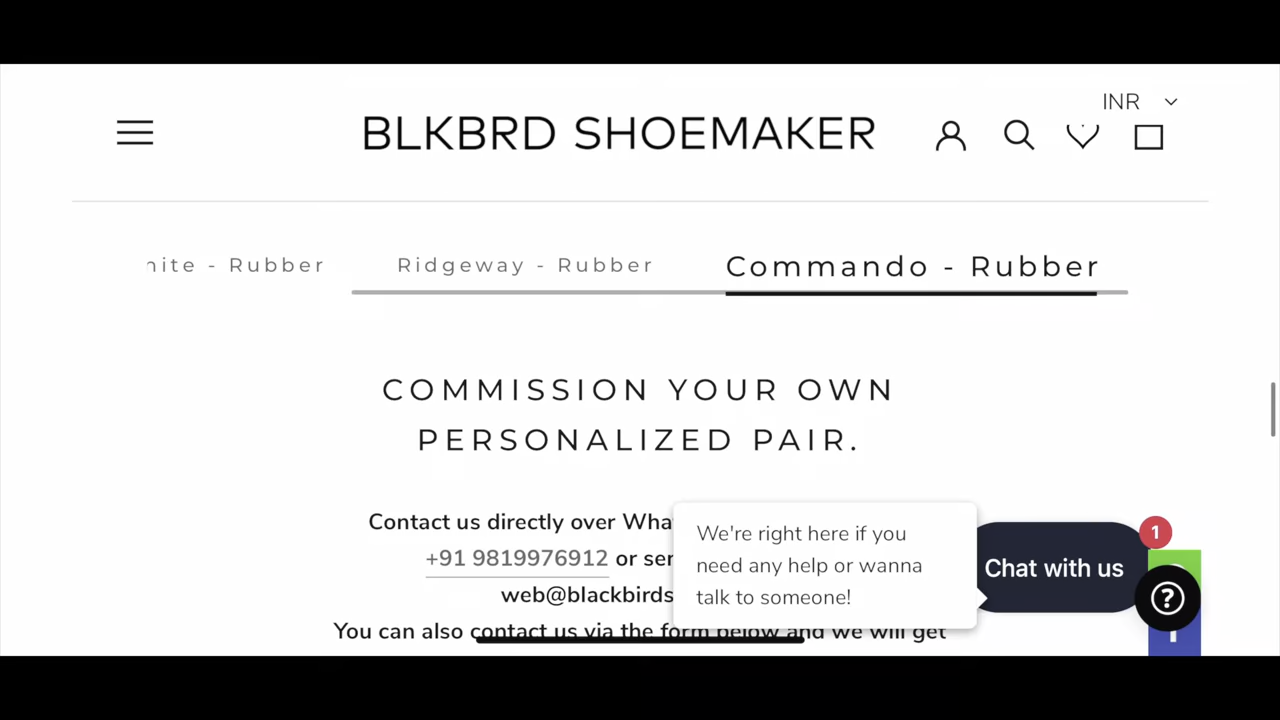 INR
BLKBRD SHOEMAKER
nite - Rubber
Ridgeway - Rubber
Commando - Rubber
COMMISSION YOUR OWN
PERSONALIZED PAIR.
Contact us directly over Wha
+91 9819976912 or ser
web@blackbirds
You can also contact us via the form below and we will get
We're right here if you
need any help or wanna
talk to someone!
Chat with us
1
?